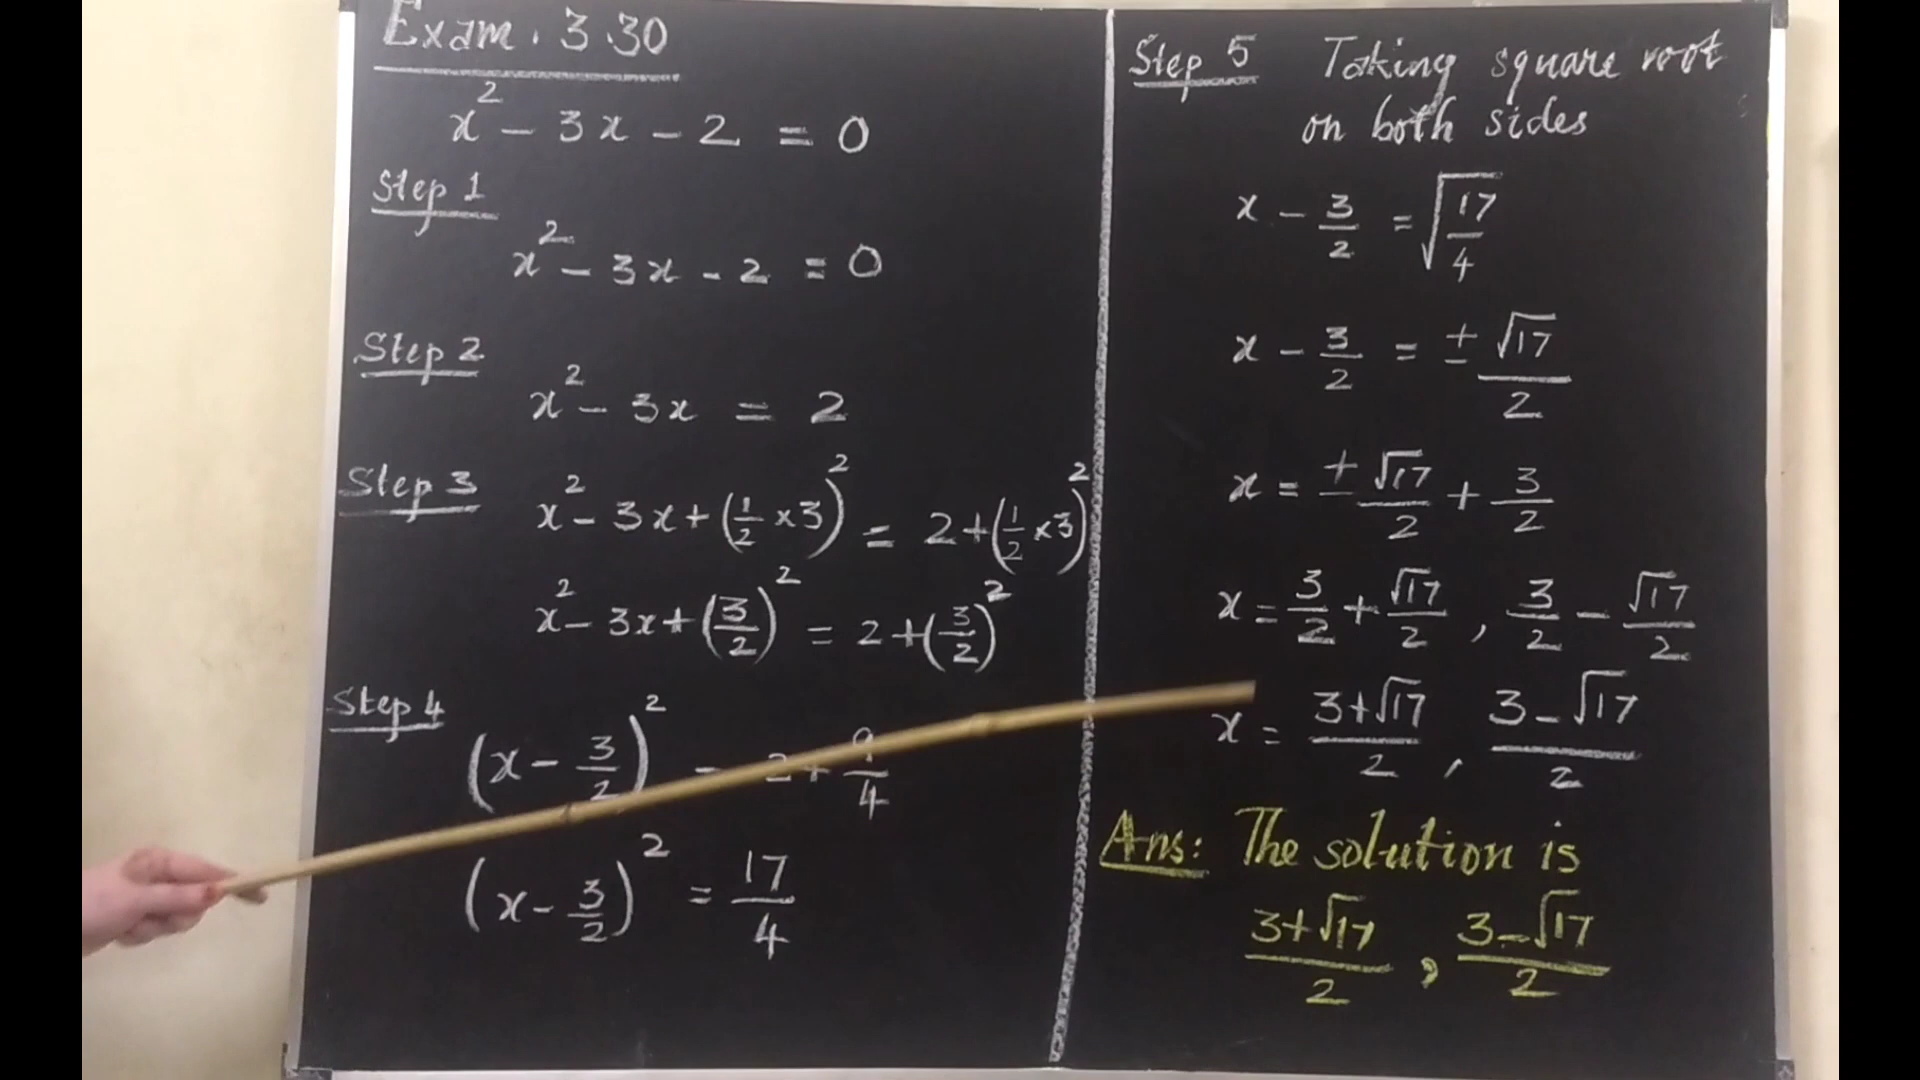 Exam. 3.30
x² - 3x - 2 = 0
Step 1
x² - 3x - 2 = 0
Step 2
x² - 3x = 2
Step 3
x² - 3x + (1/2 × 3)² = 2 + (1/2 × 3)²
x² - 3x + (3/2)² = 2 + (3/2)²
Step 4
(x - 3/2)² = 2 + 9/4
(x - 3/2)² = 17/4
Step 5 Taking square root
on both sides
x - 3/2 = √(17/4)
x - 3/2 = ± √17/2
x = ± √17/2 + 3/2
x = 3/2 + √17/2 , 3/2 - √17/2
x = (3+√17)/2 , (3-√17)/2
Ans: The solution is
(3+√17)/2 , (3-√17)/2